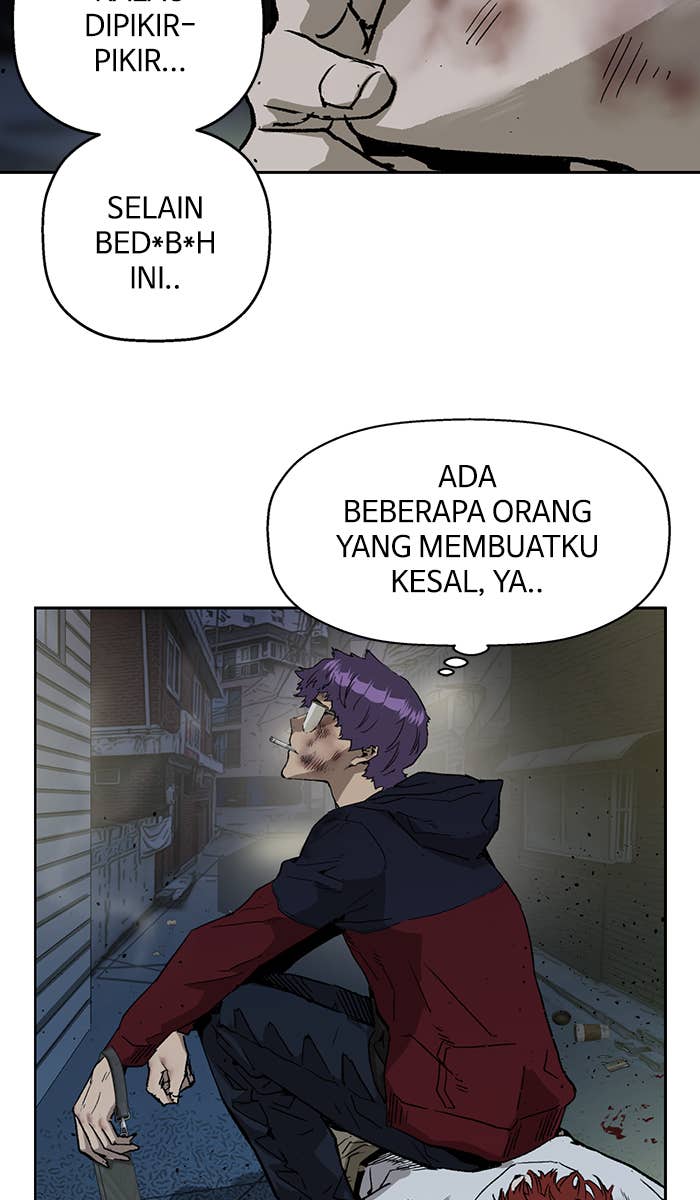 DIPIKIR-
PIKIR...
SELAIN
BED*B*H
INI..
ADA
BEBERAPA ORANG
YANG MEMBUATKU
KESAL, YA..